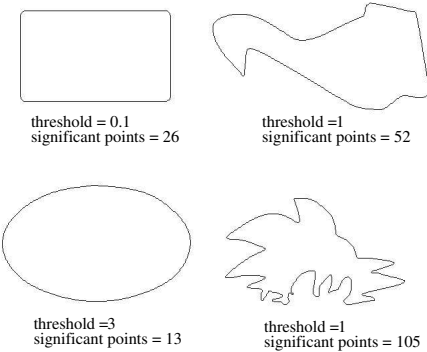 threshold = 0.1
significant points = 26
threshold =1
significant points = 52
threshold =3
significant points = 13
threshold =1
significant points = 105